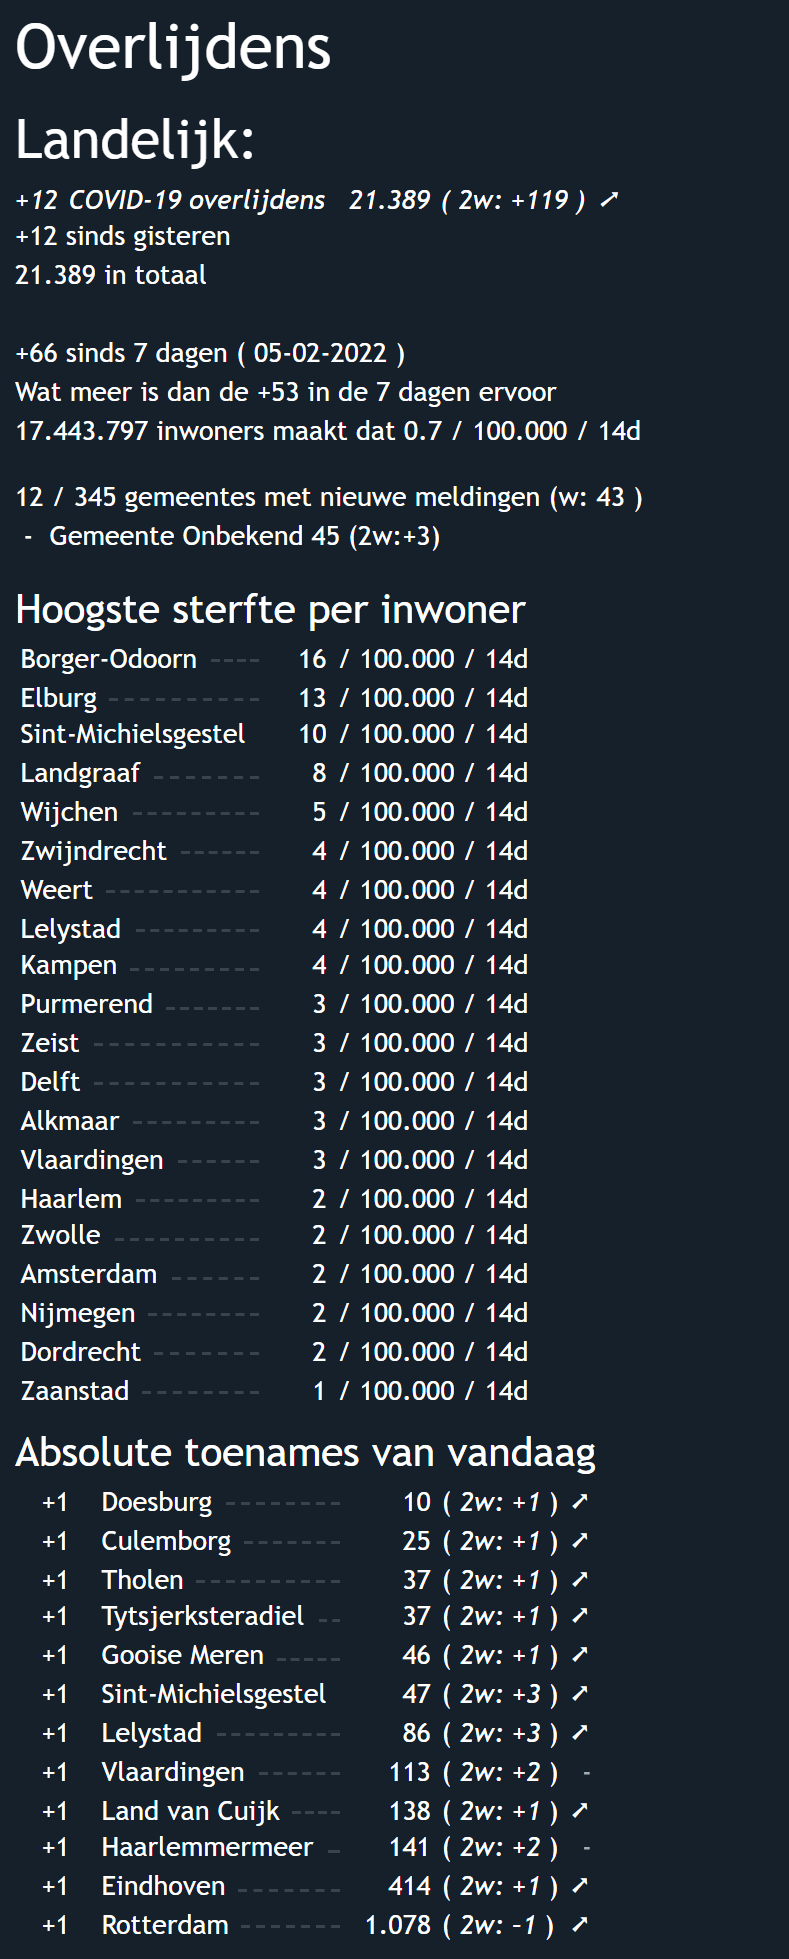 Overlijdens
Landelijk:
+12 COVID-19 overlijdens 21.389 ( 2w: +119 ) ↗
+12 sinds gisteren
21.389 in totaal
+66 sinds 7 dagen ( 05-02-2022 )
Wat meer is dan de +53 in de 7 dagen ervoor
17.443.797 inwoners maakt dat 0.7 / 100.000 / 14d
12 / 345 gemeentes met nieuwe meldingen (w: 43 )
- Gemeente Onbekend 45 (2w:+3)
Hoogste sterfte per inwoner
Borger-Odoorn ---- 16 / 100.000 / 14d
Elburg ----------- 13 / 100.000 / 14d
Sint-Michielsgestel 10 / 100.000 / 14d
Landgraaf -------- 8 / 100.000 / 14d
Wijchen --------- 5 / 100.000 / 14d
Zwijndrecht ------ 4 / 100.000 / 14d
Weert ----------- 4 / 100.000 / 14d
Lelystad --------- 4 / 100.000 / 14d
Kampen --------- 4 / 100.000 / 14d
Purmerend ------- 3 / 100.000 / 14d
Zeist ------------ 3 / 100.000 / 14d
Delft ------------ 3 / 100.000 / 14d
Alkmaar --------- 3 / 100.000 / 14d
Vlaardingen ------ 3 / 100.000 / 14d
Haarlem --------- 2 / 100.000 / 14d
Zwolle ---------- 2 / 100.000 / 14d
Amsterdam ------ 2 / 100.000 / 14d
Nijmegen -------- 2 / 100.000 / 14d
Dordrecht ------- 2 / 100.000 / 14d
Zaanstad -------- 1 / 100.000 / 14d
Absolute toenames van vandaag
+1 Doesburg -------- 10 ( 2w: +1 ) ↗
+1 Culemborg ------- 25 ( 2w: +1 ) ↗
+1 Tholen ---------- 37 ( 2w: +1 ) ↗
+1 Tytsjerksteradiel -- 37 ( 2w: +1 ) ↗
+1 Gooise Meren ----- 46 ( 2w: +1 ) ↗
+1 Sint-Michielsgestel 47 ( 2w: +3 ) ↗
+1 Lelystad --------- 86 ( 2w: +3 ) ↗
+1 Vlaardingen ------ 113 ( 2w: +2 ) -
+1 Land van Cuijk ---- 138 ( 2w: +1 ) ↗
+1 Haarlemmermeer - 141 ( 2w: +2 ) -
+1 Eindhoven ------- 414 ( 2w: +1 ) ↗
+1 Rotterdam ------- 1.078 ( 2w: -1 ) ↗